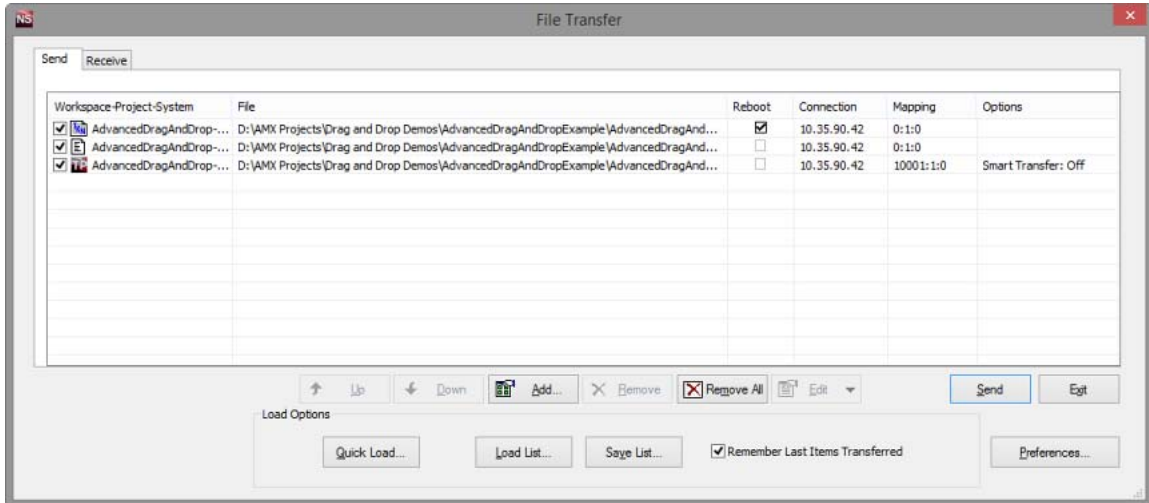 NS File Transfer
Send Receive
Workspace-Project-System File Reboot Connection Mapping Options
AdvancedDragAndDrop-... D:\AMX Projects\Drag and Drop Demos\AdvancedDragAndDropExample\AdvancedDragAnd... 10.35.90.42 0:1:0
AdvancedDragAndDrop-... D:\AMX Projects\Drag and Drop Demos\AdvancedDragAndDropExample\AdvancedDragAnd... 10.35.90.42 0:1:0
TP AdvancedDragAndDrop-... D:\AMX Projects\Drag and Drop Demos\AdvancedDragAndDropExample\AdvancedDragAnd... 10.35.90.42 10001:1:0 Smart Transfer: Off
Up Down Add... Remove Remove All Edit Send Exit
Load Options
Quick Load... Load List... Save List... Remember Last Items Transferred Preferences...